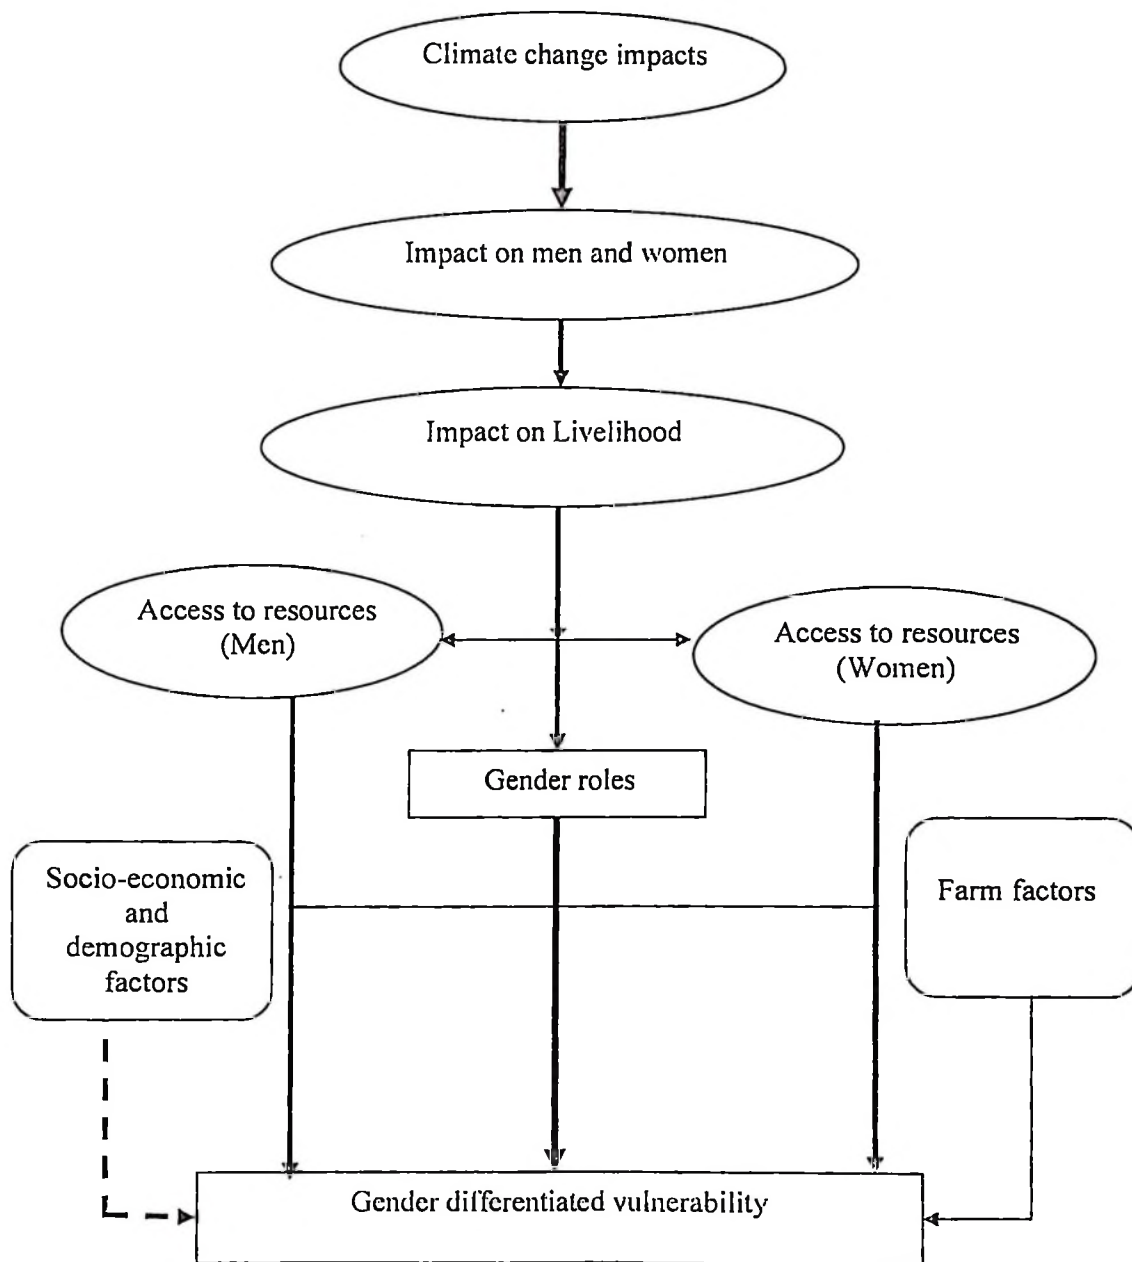 Climate change impacts
Impact on men and women
Impact on Livelihood
Access to resources
(Men)
Access to resources
(Women)
Gender roles
Socio-economic
and
demographic
factors
Farm factors
Gender differentiated vulnerability